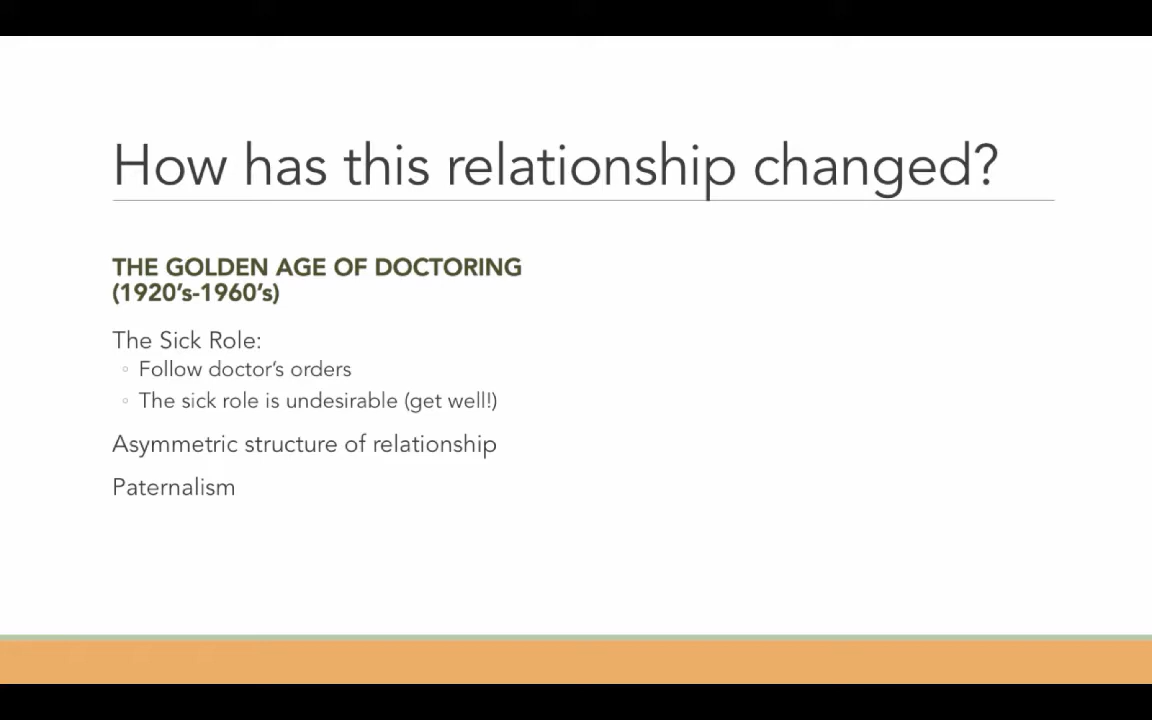 How has this relationship changed?
THE GOLDEN AGE OF DOCTORING
(1920’s-1960’s)
The Sick Role:
◦ Follow doctor’s orders
◦ The sick role is undesirable (get well!)
Asymmetric structure of relationship
Paternalism